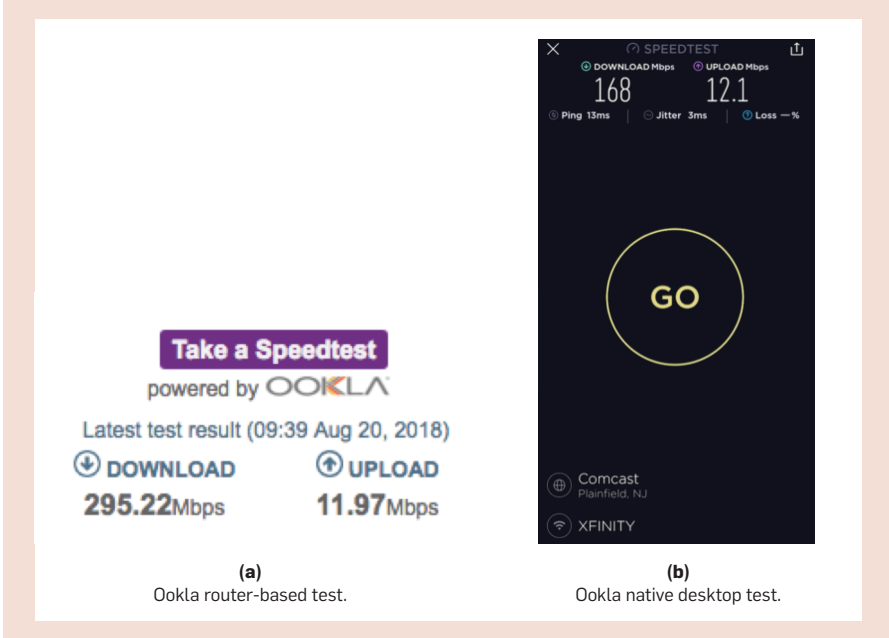 Take a Speedtest
powered by OOKLA
Latest test result (09:39 Aug 20, 2018)
DOWNLOAD UPLOAD
295.22Mbps 11.97Mbps
(a)
Ookla router-based test.
SPEEDTEST
DOWNLOAD Mbps UPLOAD Mbps
168 12.1
Ping 13ms Jitter 3ms Loss —%
GO
Comcast
Plainfield, NJ
XFINITY
(b)
Ookla native desktop test.